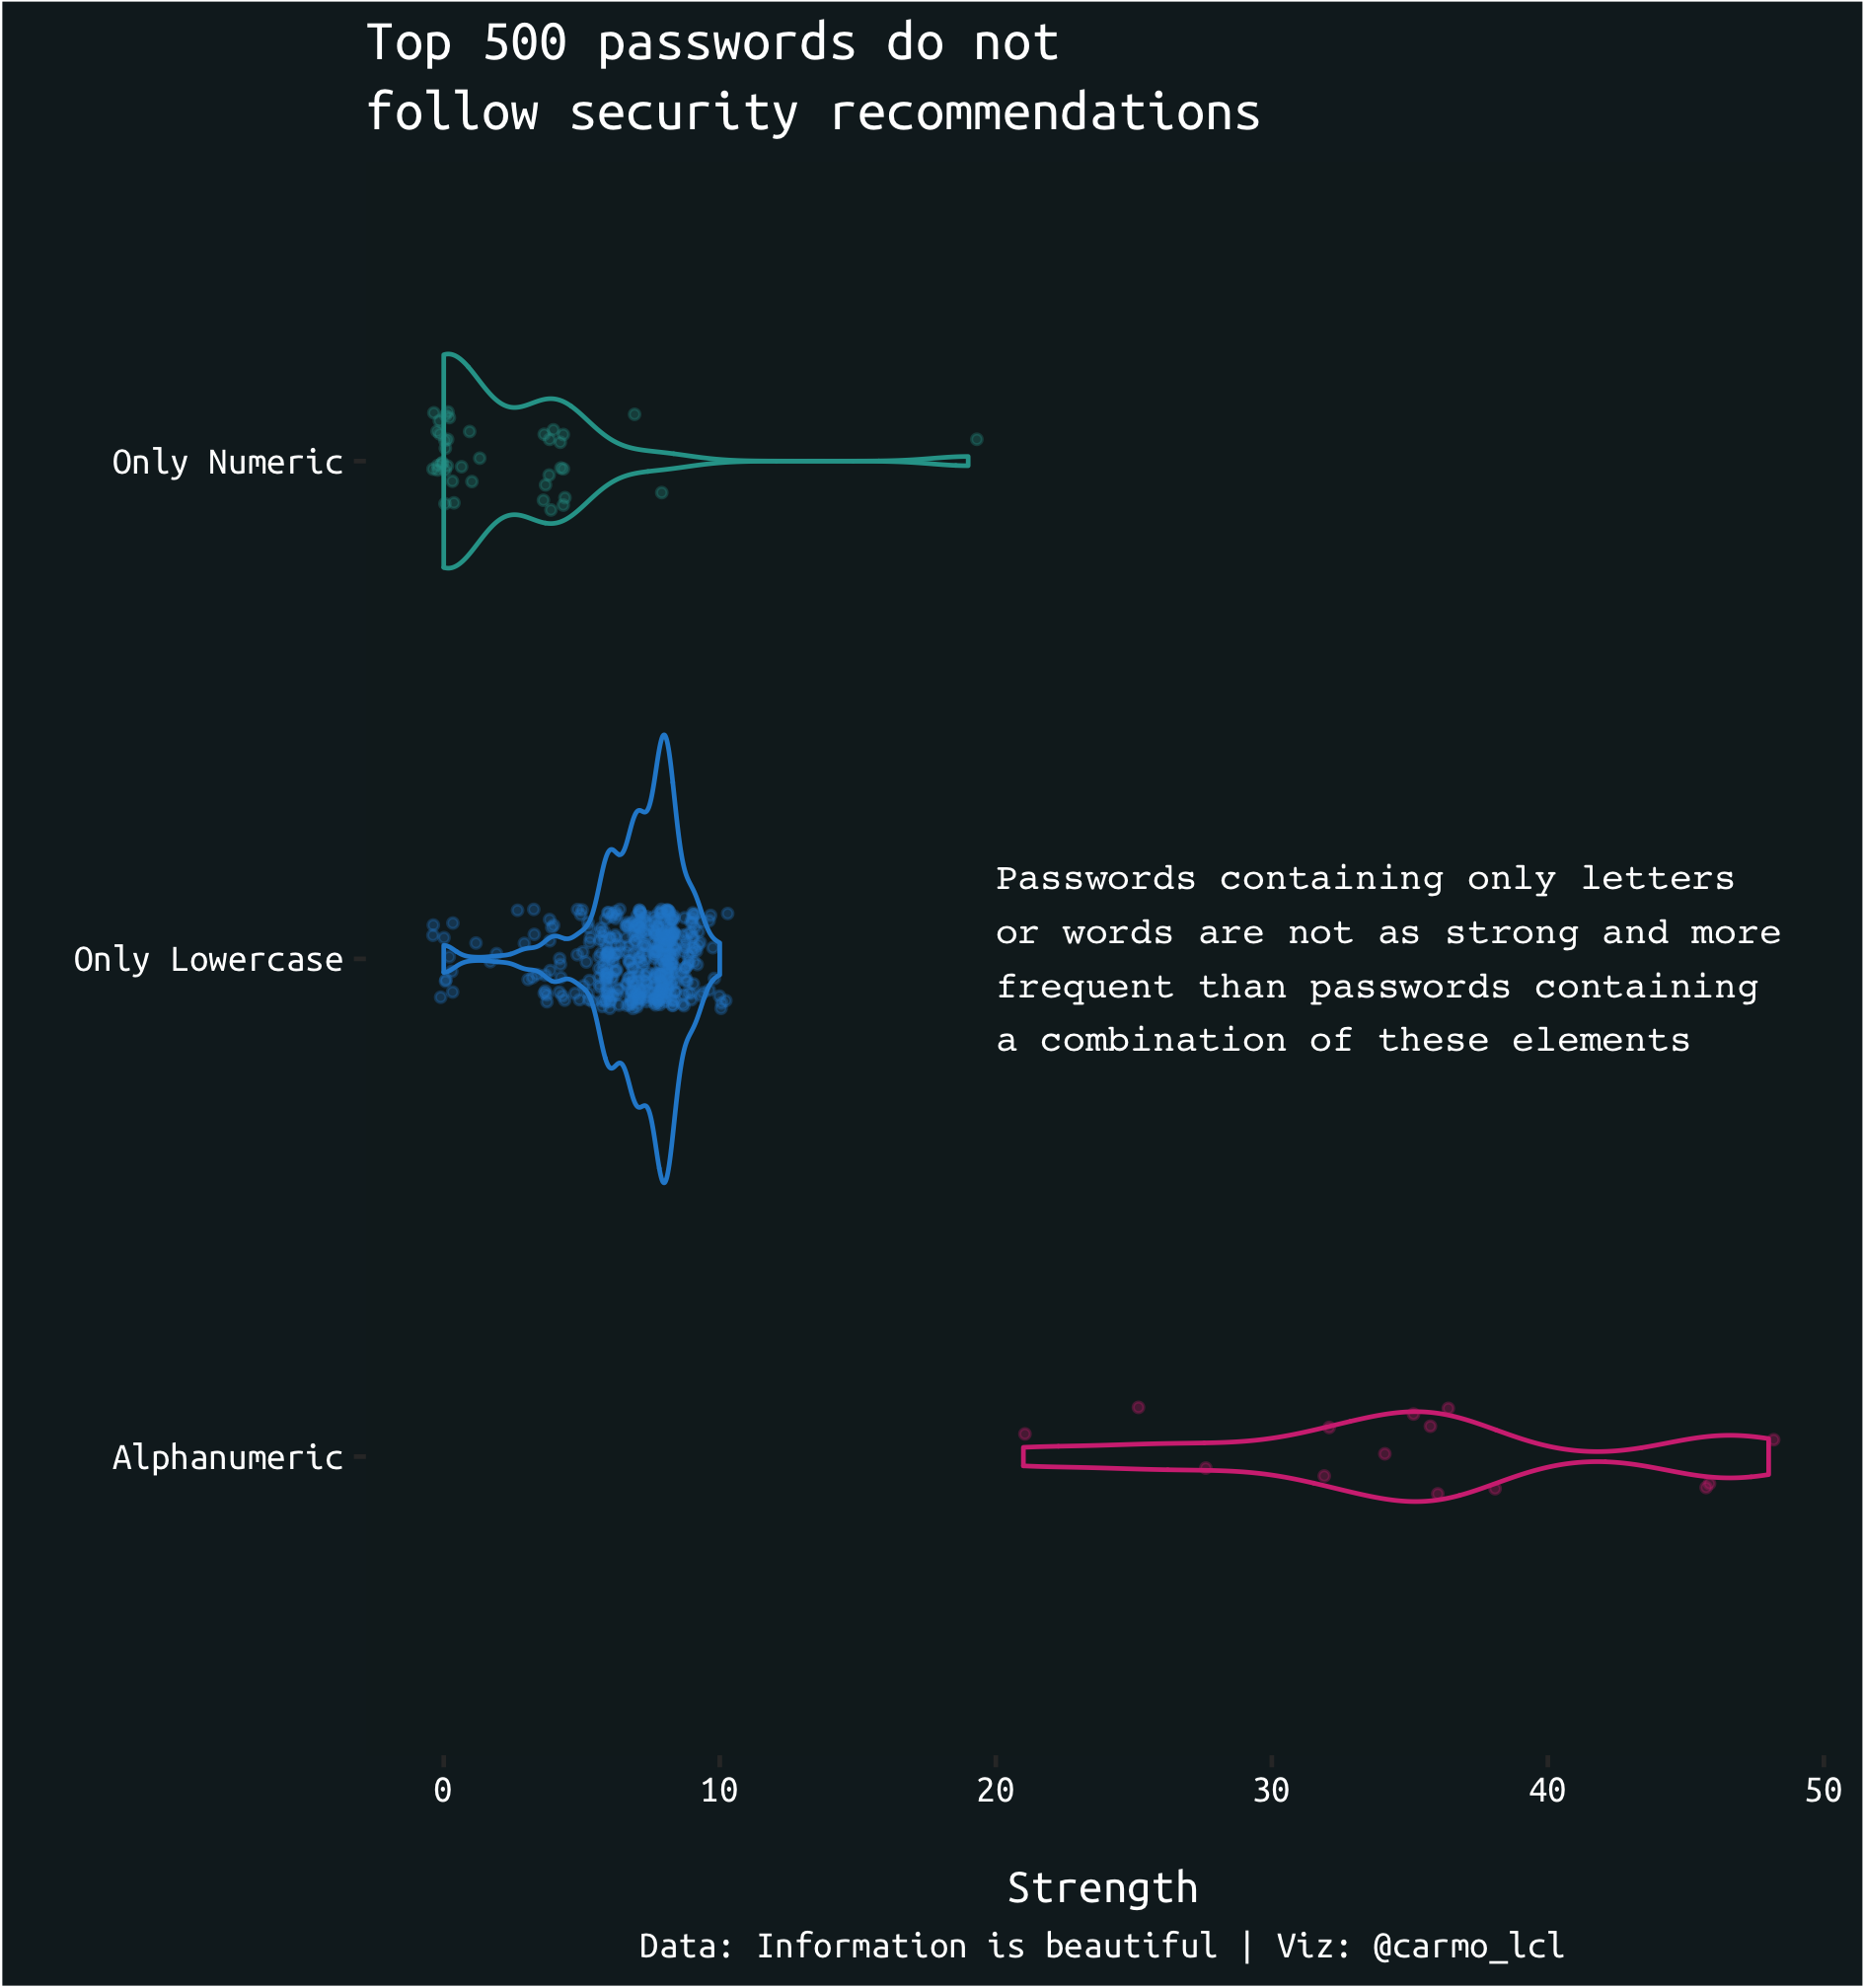 Top 500 passwords do not
follow security recommendations
Only Numeric
Only Lowercase
Passwords containing only letters
or words are not as strong and more
frequent than passwords containing
a combination of these elements
Alphanumeric
0 10 20 30 40 50
Strength
Data: Information is beautiful | Viz: @carmo_lcl